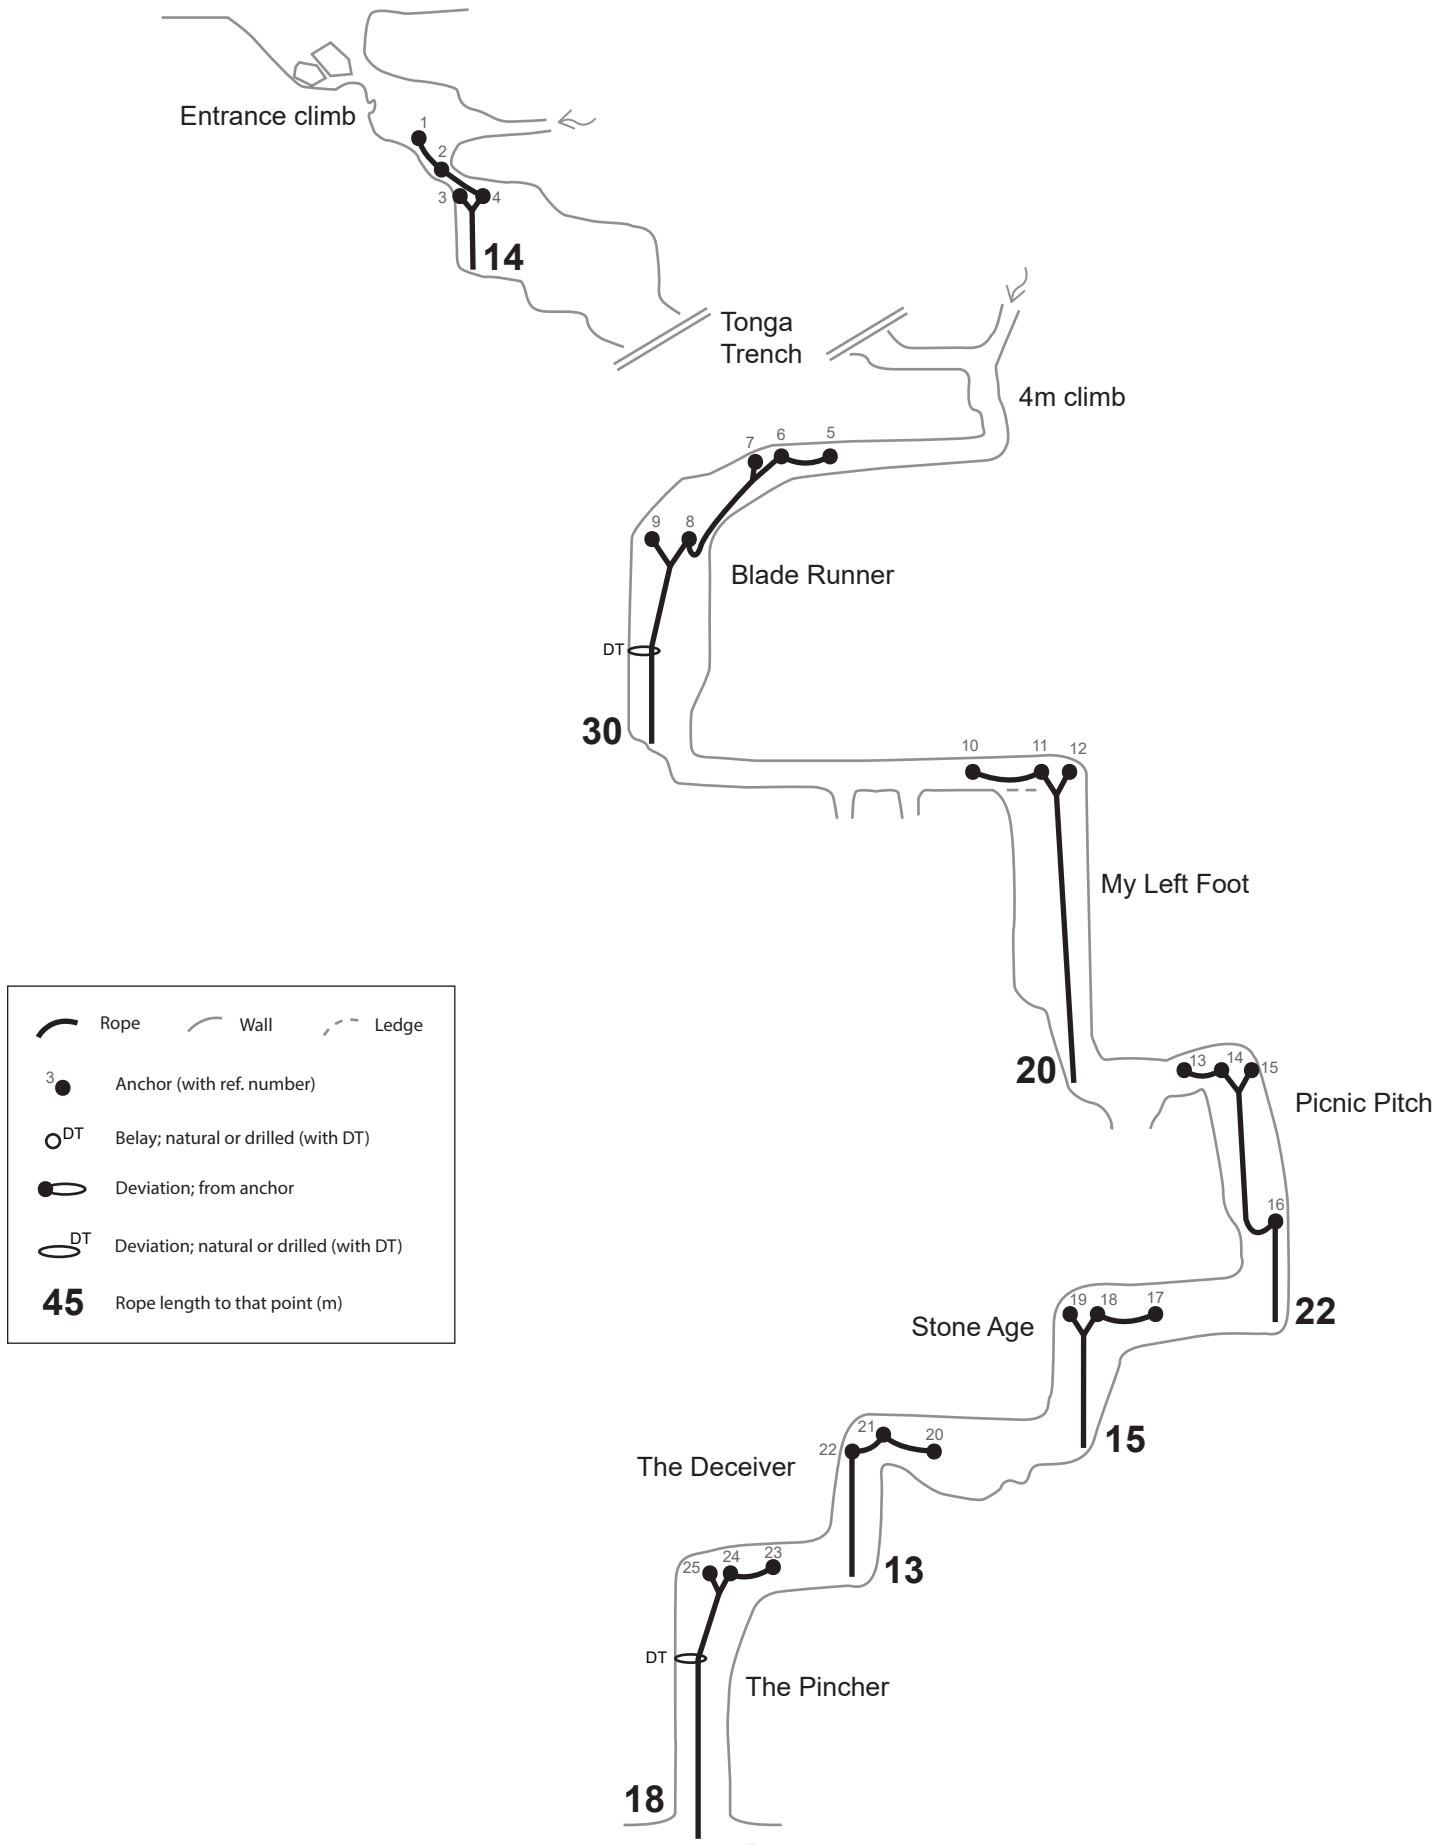 Entrance climb
1
2
3
4
14
Tonga
Trench
4m climb
7
6
5
9
8
Blade Runner
DT
30
10
11
12
My Left Foot
20
13
14
15
Picnic Pitch
16
22
19
18
17
Stone Age
15
21
20
22
The Deceiver
13
25
24
23
DT
The Pincher
18
Rope
Wall
Ledge
3
Anchor (with ref. number)
DT
Belay; natural or drilled (with DT)
Deviation; from anchor
DT
Deviation; natural or drilled (with DT)
45
Rope length to that point (m)